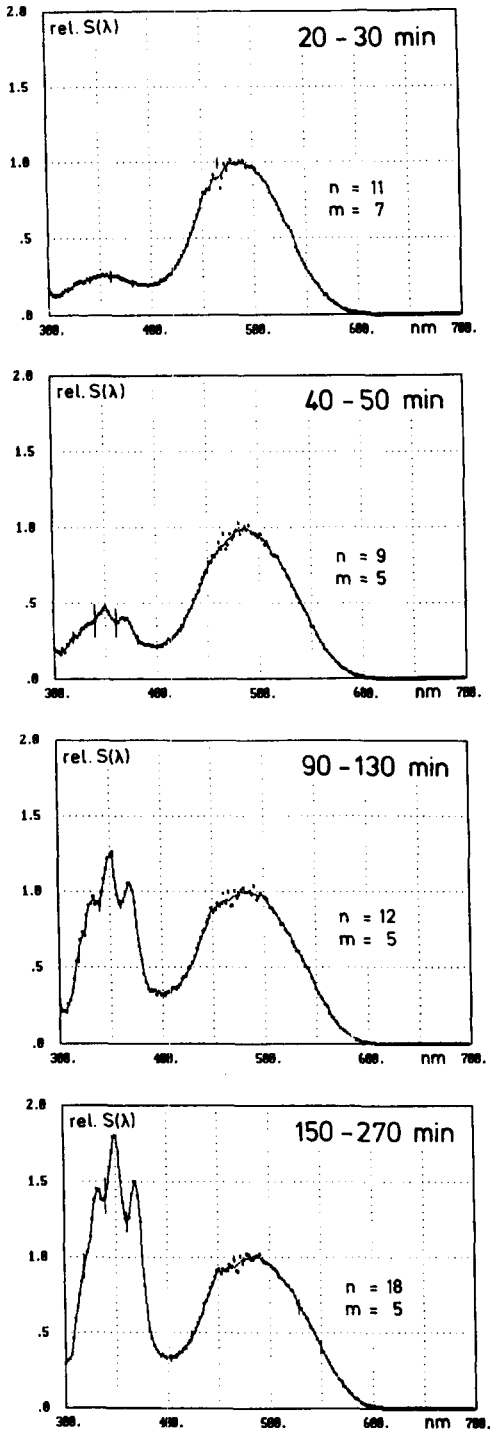 2.0
rel. S(λ)
20 – 30 min
1.5
1.0
n = 11
m = 7
.5
.0
300. 400. 500. 600. nm 700.
2.0
rel. S(λ)
40 – 50 min
1.5
1.0
n = 9
m = 5
.5
.0
300. 400. 500. 600. nm 700.
2.0
rel. S(λ)
90 – 130 min
1.5
1.0
n = 12
m = 5
.5
.0
300. 400. 500. 600. nm 700.
2.0
rel. S(λ)
150 – 270 min
1.5
1.0
n = 18
m = 5
.5
.0
300. 400. 500. 600. nm 700.